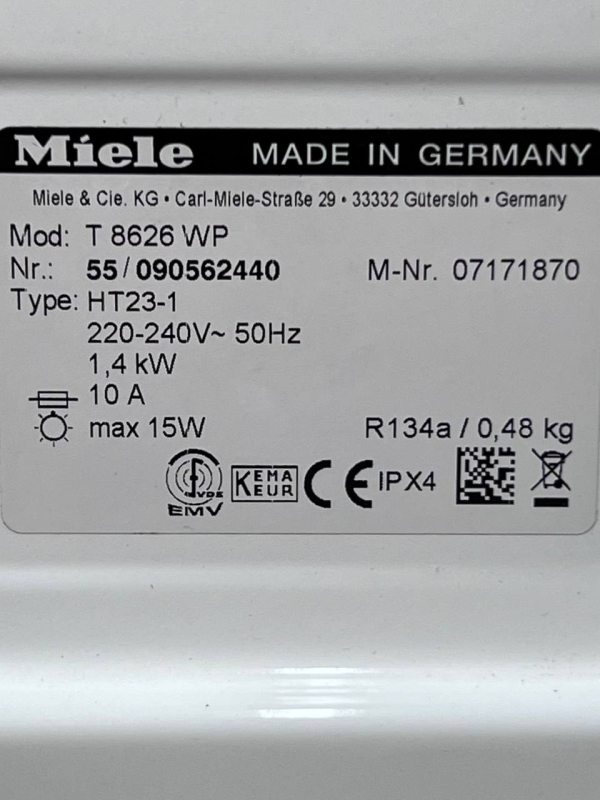 Miele MADE IN GERMANY
Miele & Cie. KG • Carl-Miele-Straße 29 • 33332 Gütersloh • Germany
Mod: T 8626 WP
Nr.: 55/090562440 M-Nr. 07171870
Type: HT23-1
220-240V~ 50Hz
1,4 kW
10 A
max 15W R134a / 0,48 kg
VDE EMV KEMA KEUR CE IPX4